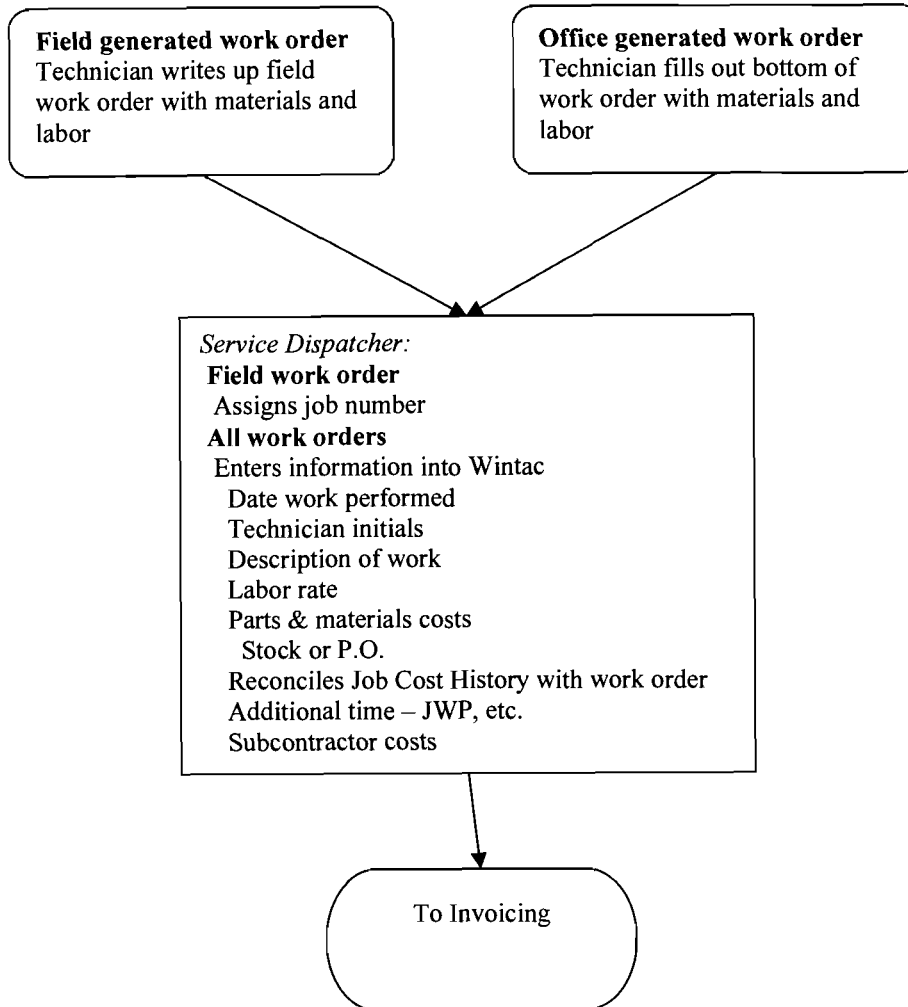 Field generated work order
Technician writes up field
work order with materials and
labor
Office generated work order
Technician fills out bottom of
work order with materials and
labor
Service Dispatcher:
Field work order
Assigns job number
All work orders
Enters information into Wintac
Date work performed
Technician initials
Description of work
Labor rate
Parts & materials costs
Stock or P.O.
Reconciles Job Cost History with work order
Additional time – JWP, etc.
Subcontractor costs
To Invoicing